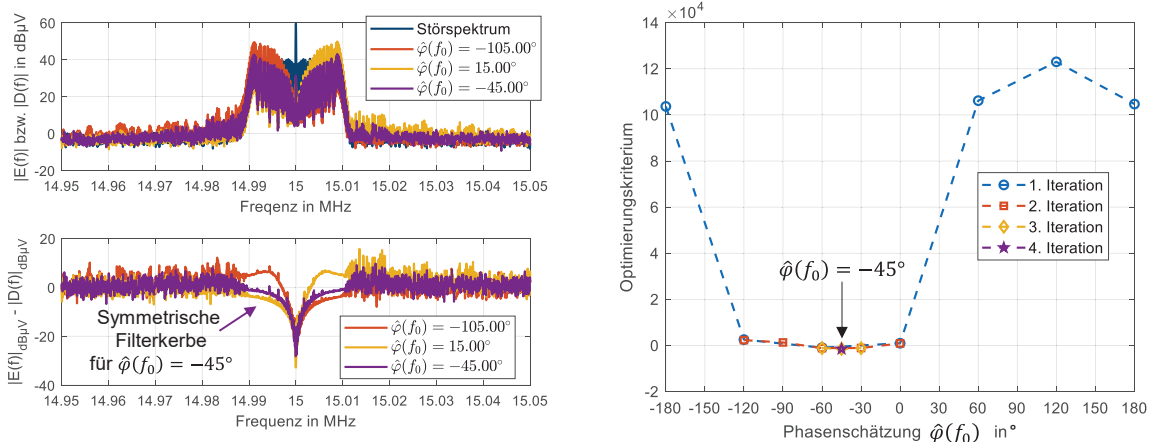 |E(f)| bzw. |D(f)| in dBµV
60
40
20
0
-20
14.95 14.96 14.97 14.98 14.99 15 15.01 15.02 15.03 15.04 15.05
Freqenz in MHz
Störspektrum
φ̂(f₀) = −105.00°
φ̂(f₀) = 15.00°
φ̂(f₀) = −45.00°
|E(f)|dBµV - |D(f)|dBµV
20
0
-20
-40
14.95 14.96 14.97 14.98 14.99 15 15.01 15.02 15.03 15.04 15.05
Frequenz in MHz
Symmetrische
Filterkerbe
für φ̂(f₀) = −45°
φ̂(f₀) = −105.00°
φ̂(f₀) = 15.00°
φ̂(f₀) = −45.00°
Optimierungskriterium
×10⁴
14
12
10
8
6
4
2
0
-2
-180 -150 -120 -90 -60 -30 0 30 60 90 120 150 180
Phasenschätzung φ̂(f₀) in°
1. Iteration
2. Iteration
3. Iteration
4. Iteration
φ̂(f₀) = −45°